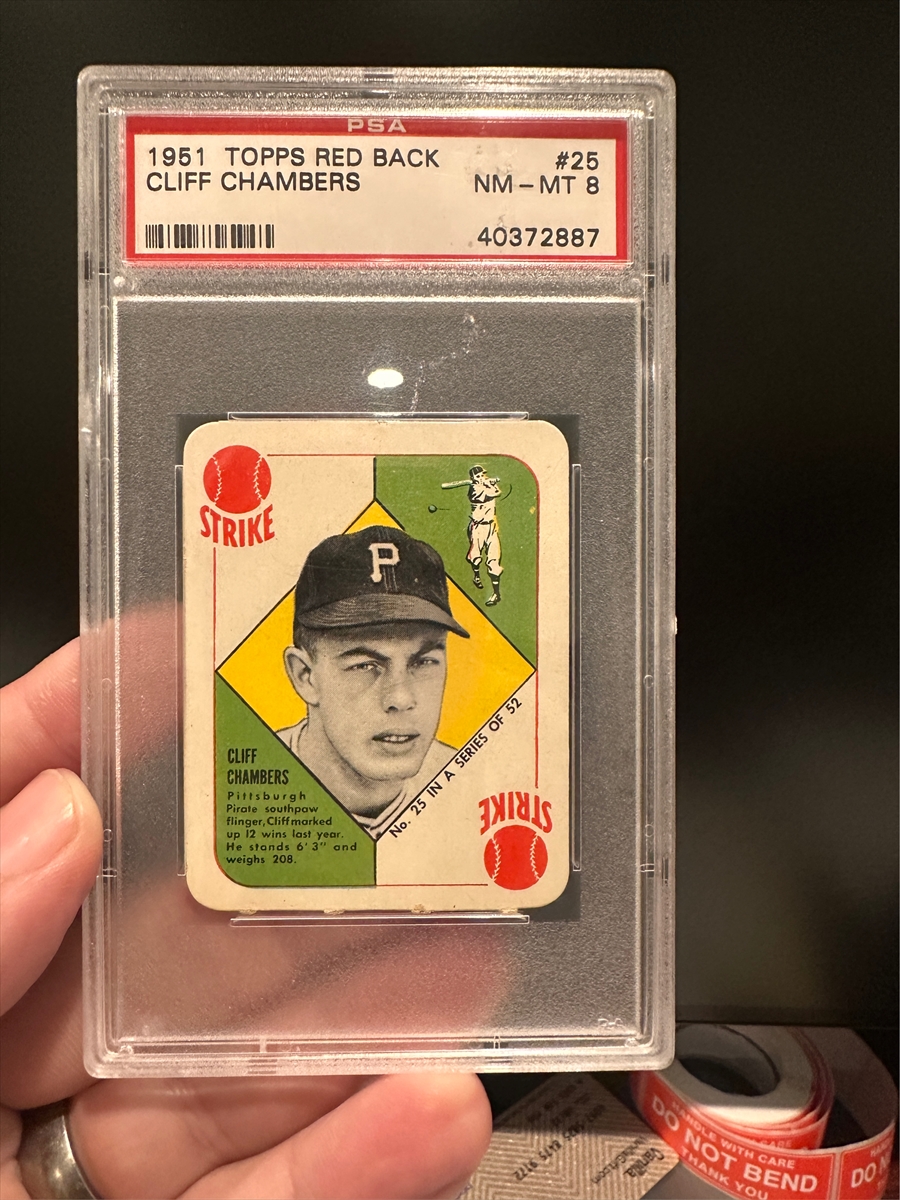 PSA
1951 TOPPS RED BACK #25
CLIFF CHAMBERS NM - MT 8
40372887
STRIKE
P
CLIFF
CHAMBERS
Pittsburgh
Pirate southpaw
flinger, Cliff marked
up 12 wins last year.
He stands 6' 3" and
weighs 208.
No. 25 IN A SERIES OF 52
STRIKE
HANDLE WITH CARE
DO NOT BEND
THANK YOU
DO N